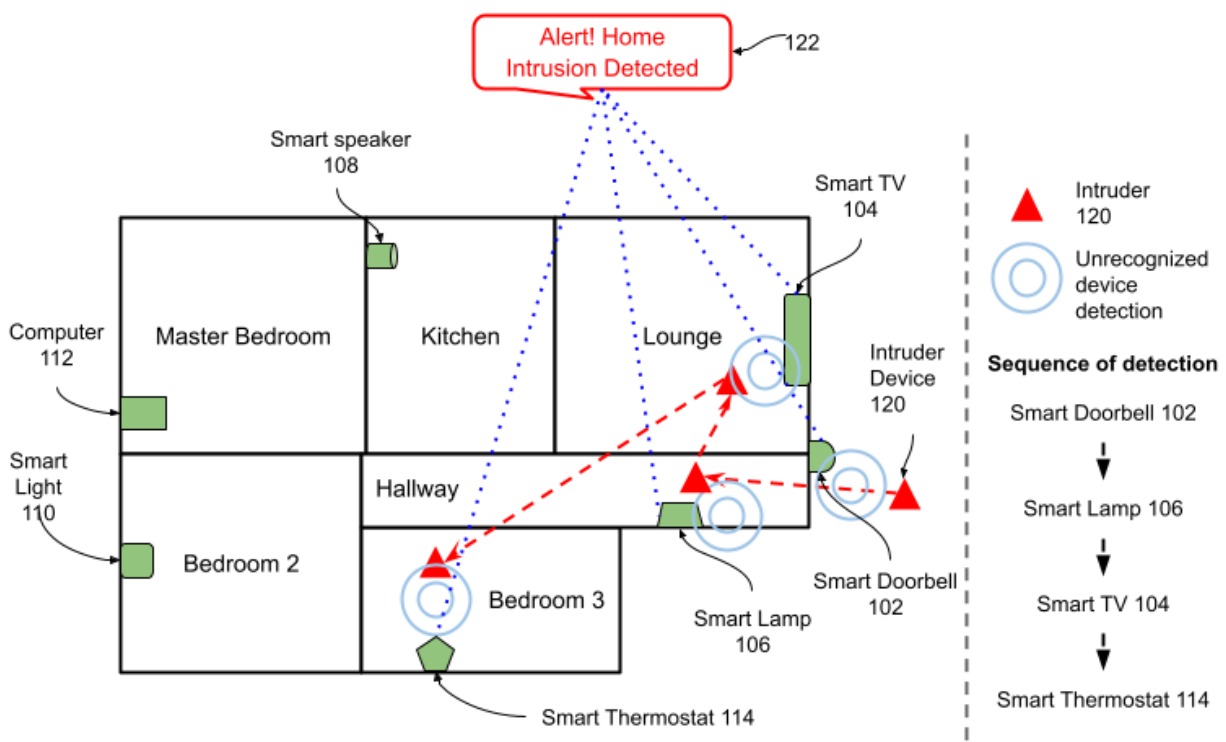 Alert! Home
Intrusion Detected
122
Smart speaker
108
Smart TV
104
Computer
112
Master Bedroom
Kitchen
Lounge
Intruder
Device
120
Smart
Light
110
Hallway
Bedroom 2
Bedroom 3
Smart Doorbell
102
Smart Lamp
106
Smart Thermostat 114
Intruder
120
Unrecognized
device
detection
Sequence of detection
Smart Doorbell 102
Smart Lamp 106
Smart TV 104
Smart Thermostat 114